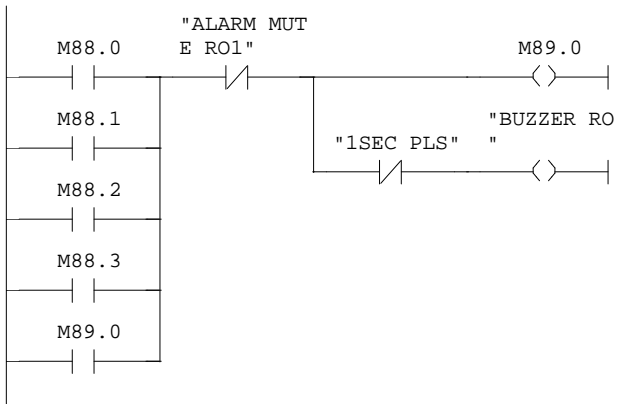 "ALARM MUT
M88.0 E RO1" M89.0
M88.1 "BUZZER RO
"1SEC PLS" "
M88.2
M88.3
M89.0